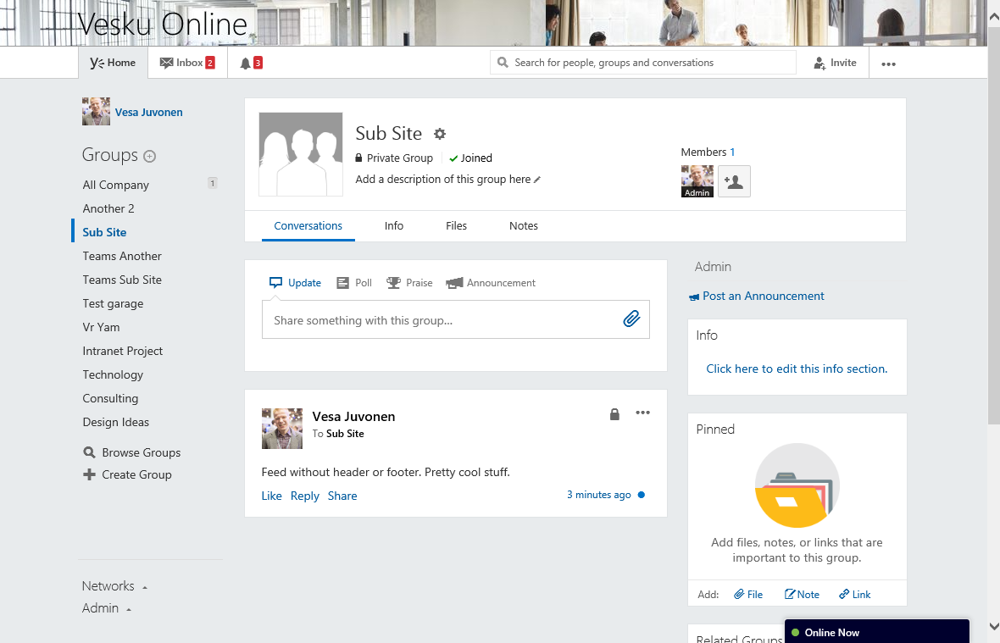 Vesku Online
Home
Inbox 2
3
Search for people, groups and conversations
Invite
Vesa Juvonen
Groups
All Company 1
Another 2
Sub Site
Teams Another
Teams Sub Site
Test garage
Vr Yam
Intranet Project
Technology
Consulting
Design Ideas
Browse Groups
Create Group
Networks
Admin
Sub Site
Private Group Joined
Add a description of this group here
Members 1
Admin
Conversations Info Files Notes
Update Poll Praise Announcement
Share something with this group...
Vesa Juvonen
To Sub Site
Feed without header or footer. Pretty cool stuff.
Like Reply Share 3 minutes ago
Admin
Post an Announcement
Info
Click here to edit this info section.
Pinned
Add files, notes, or links that are
important to this group.
Add: File Note Link
Related Groups
Online Now